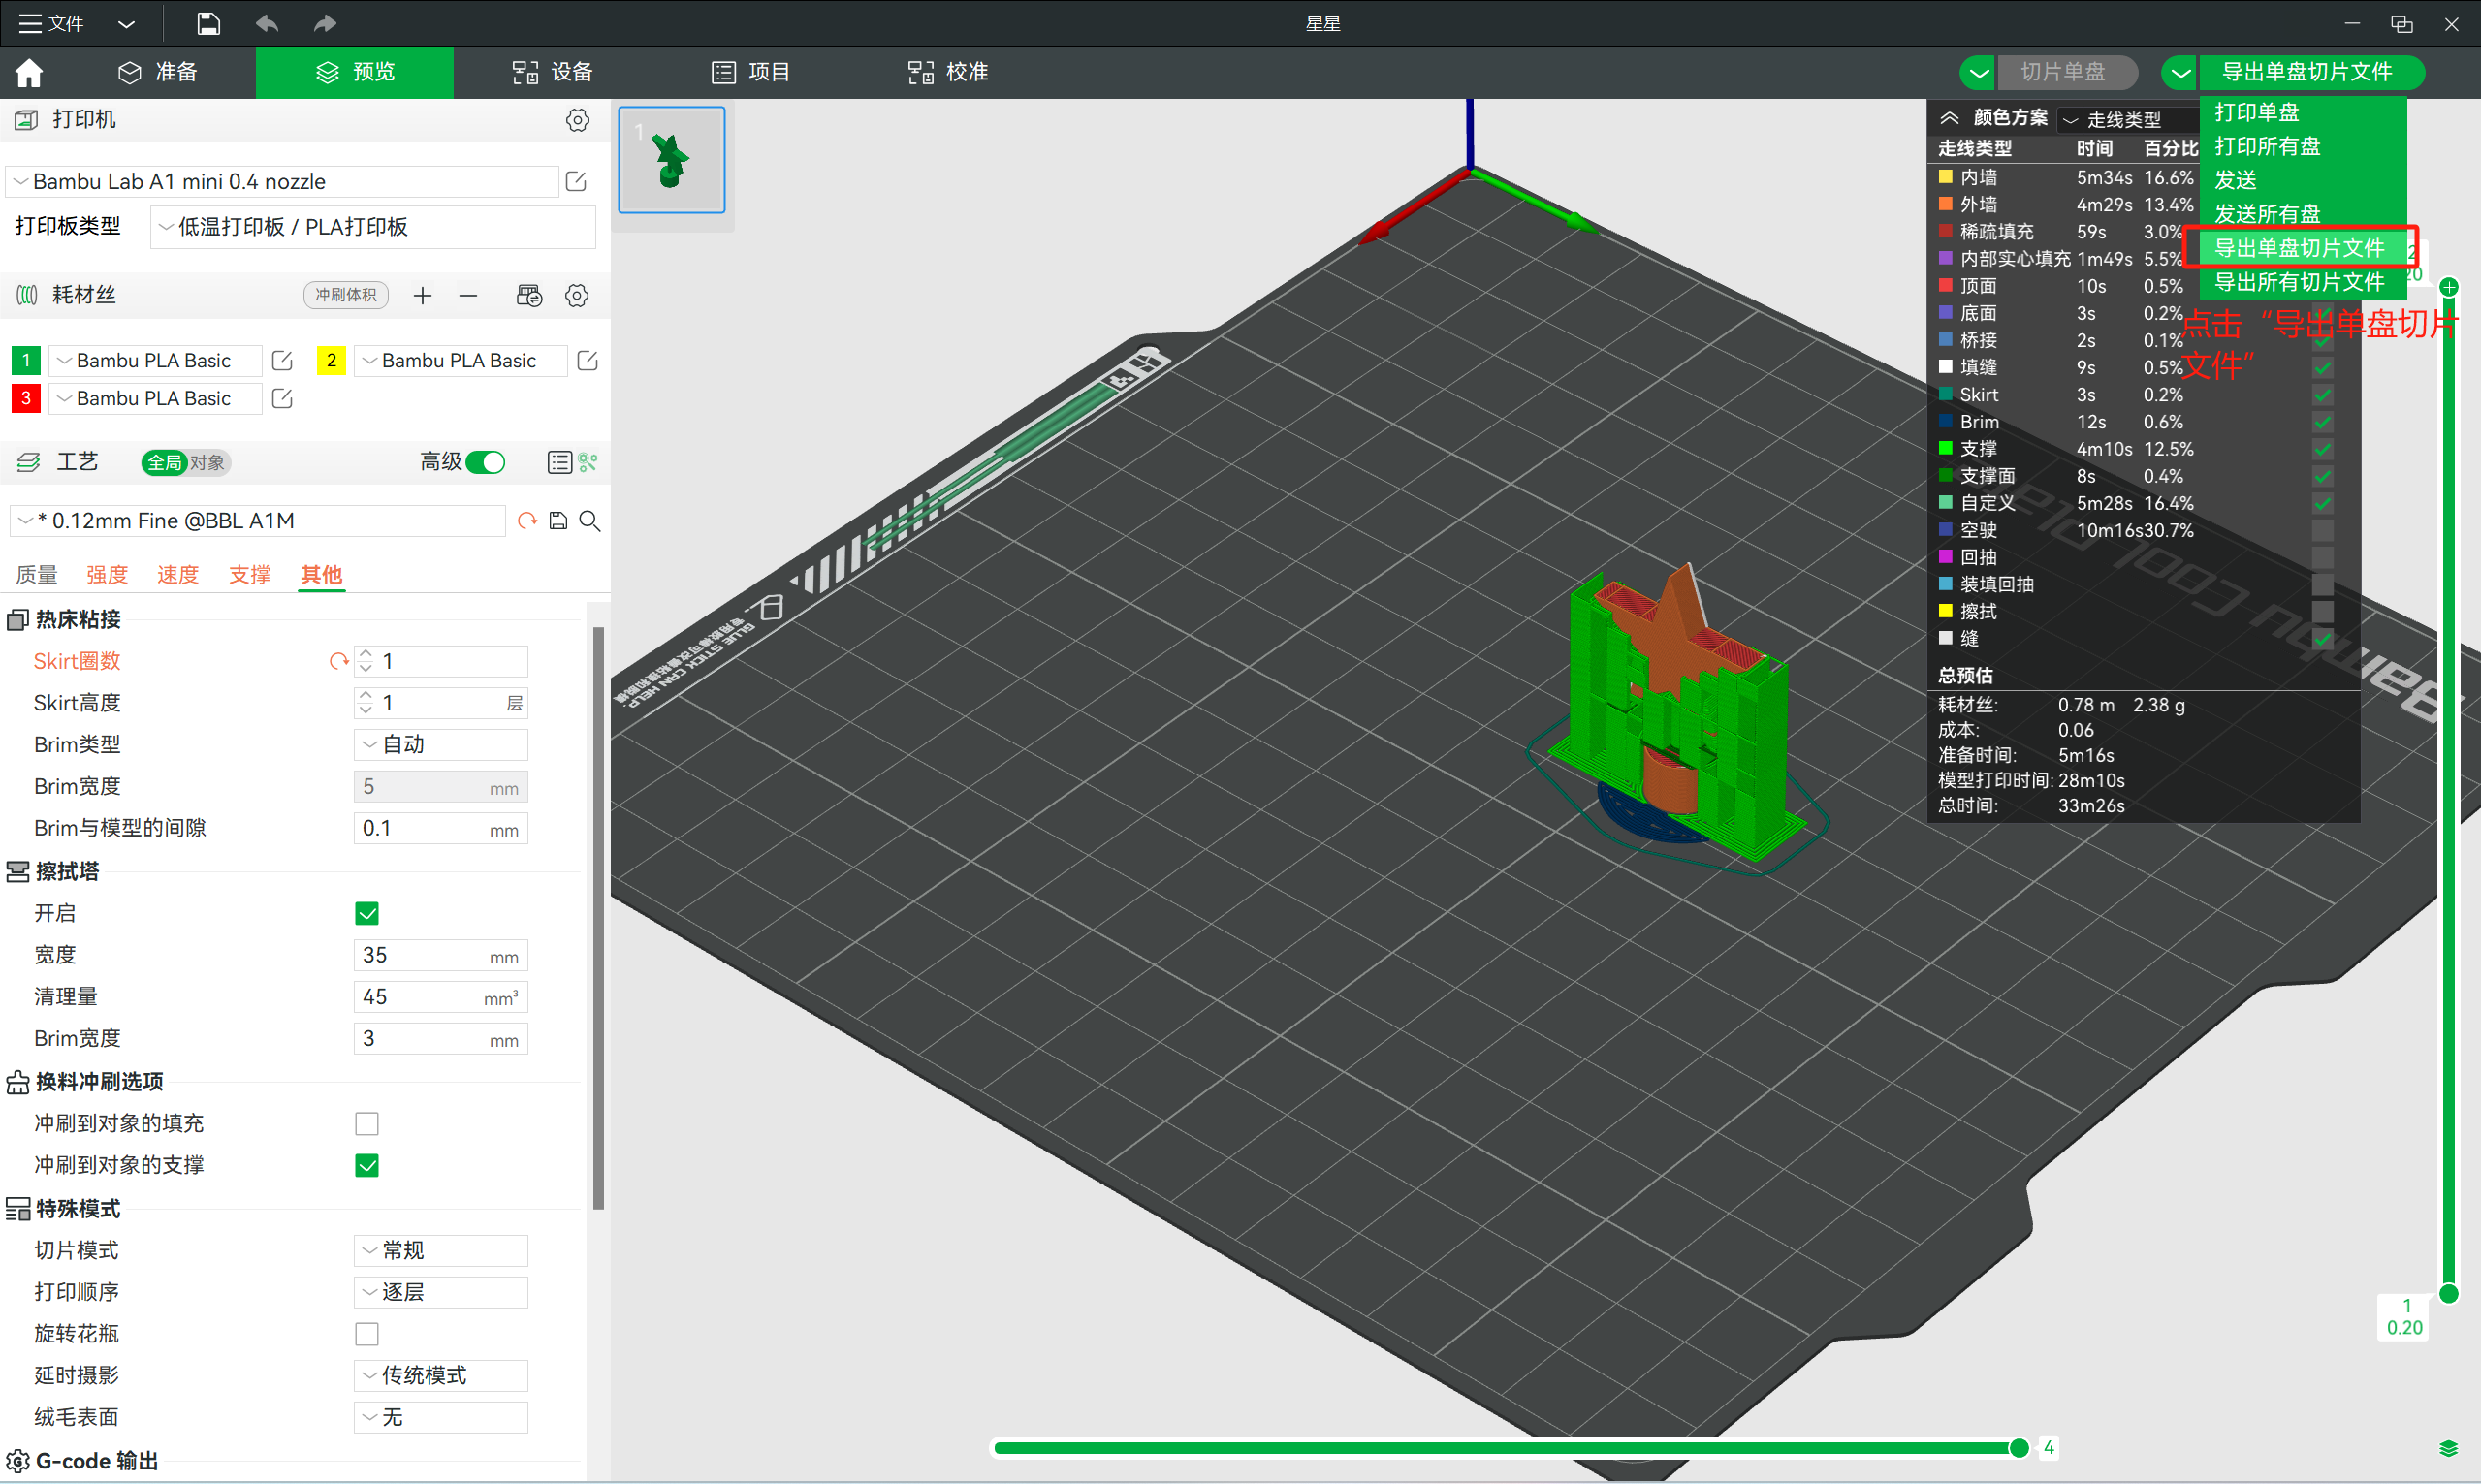 文件
星星
准备
预览
设备
项目
校准
切片单盘
导出单盘切片文件
打印单盘
打印所有盘
发送
发送所有盘
导出单盘切片文件
导出所有切片文件
点击“导出单盘切片
文件”
打印机
Bambu Lab A1 mini 0.4 nozzle
打印板类型
低温打印板 / PLA打印板
耗材丝
冲刷体积
1 Bambu PLA Basic
2 Bambu PLA Basic
3 Bambu PLA Basic
工艺
全局 对象
高级
* 0.12mm Fine @BBL A1M
质量 强度 速度 支撑 其他
热床粘接
Skirt圈数 1
Skirt高度 1 层
Brim类型 自动
Brim宽度 5 mm
Brim与模型的间隙 0.1 mm
擦拭塔
开启
宽度 35 mm
清理量 45 mm³
Brim宽度 3 mm
换料冲刷选项
冲刷到对象的填充
冲刷到对象的支撑
特殊模式
切片模式 常规
打印顺序 逐层
旋转花瓶
延时摄影 传统模式
绒毛表面 无
G-code 输出
1
GLUE STICK CAN HELP
Bambu Cool Plate
颜色方案 走线类型
走线类型 时间 百分比
内墙 5m34s 16.6%
外墙 4m29s 13.4%
稀疏填充 59s 3.0%
内部实心填充 1m49s 5.5%
顶面 10s 0.5%
底面 3s 0.2%
桥接 2s 0.1%
填缝 9s 0.5%
Skirt 3s 0.2%
Brim 12s 0.6%
支撑 4m10s 12.5%
支撑面 8s 0.4%
自定义 5m28s 16.4%
空驶 10m16s 30.7%
回抽
装填回抽
擦拭
缝
总预估
耗材丝: 0.78 m 2.38 g
成本: 0.06
准备时间: 5m16s
模型打印时间: 28m10s
总时间: 33m26s
1
0.20
4